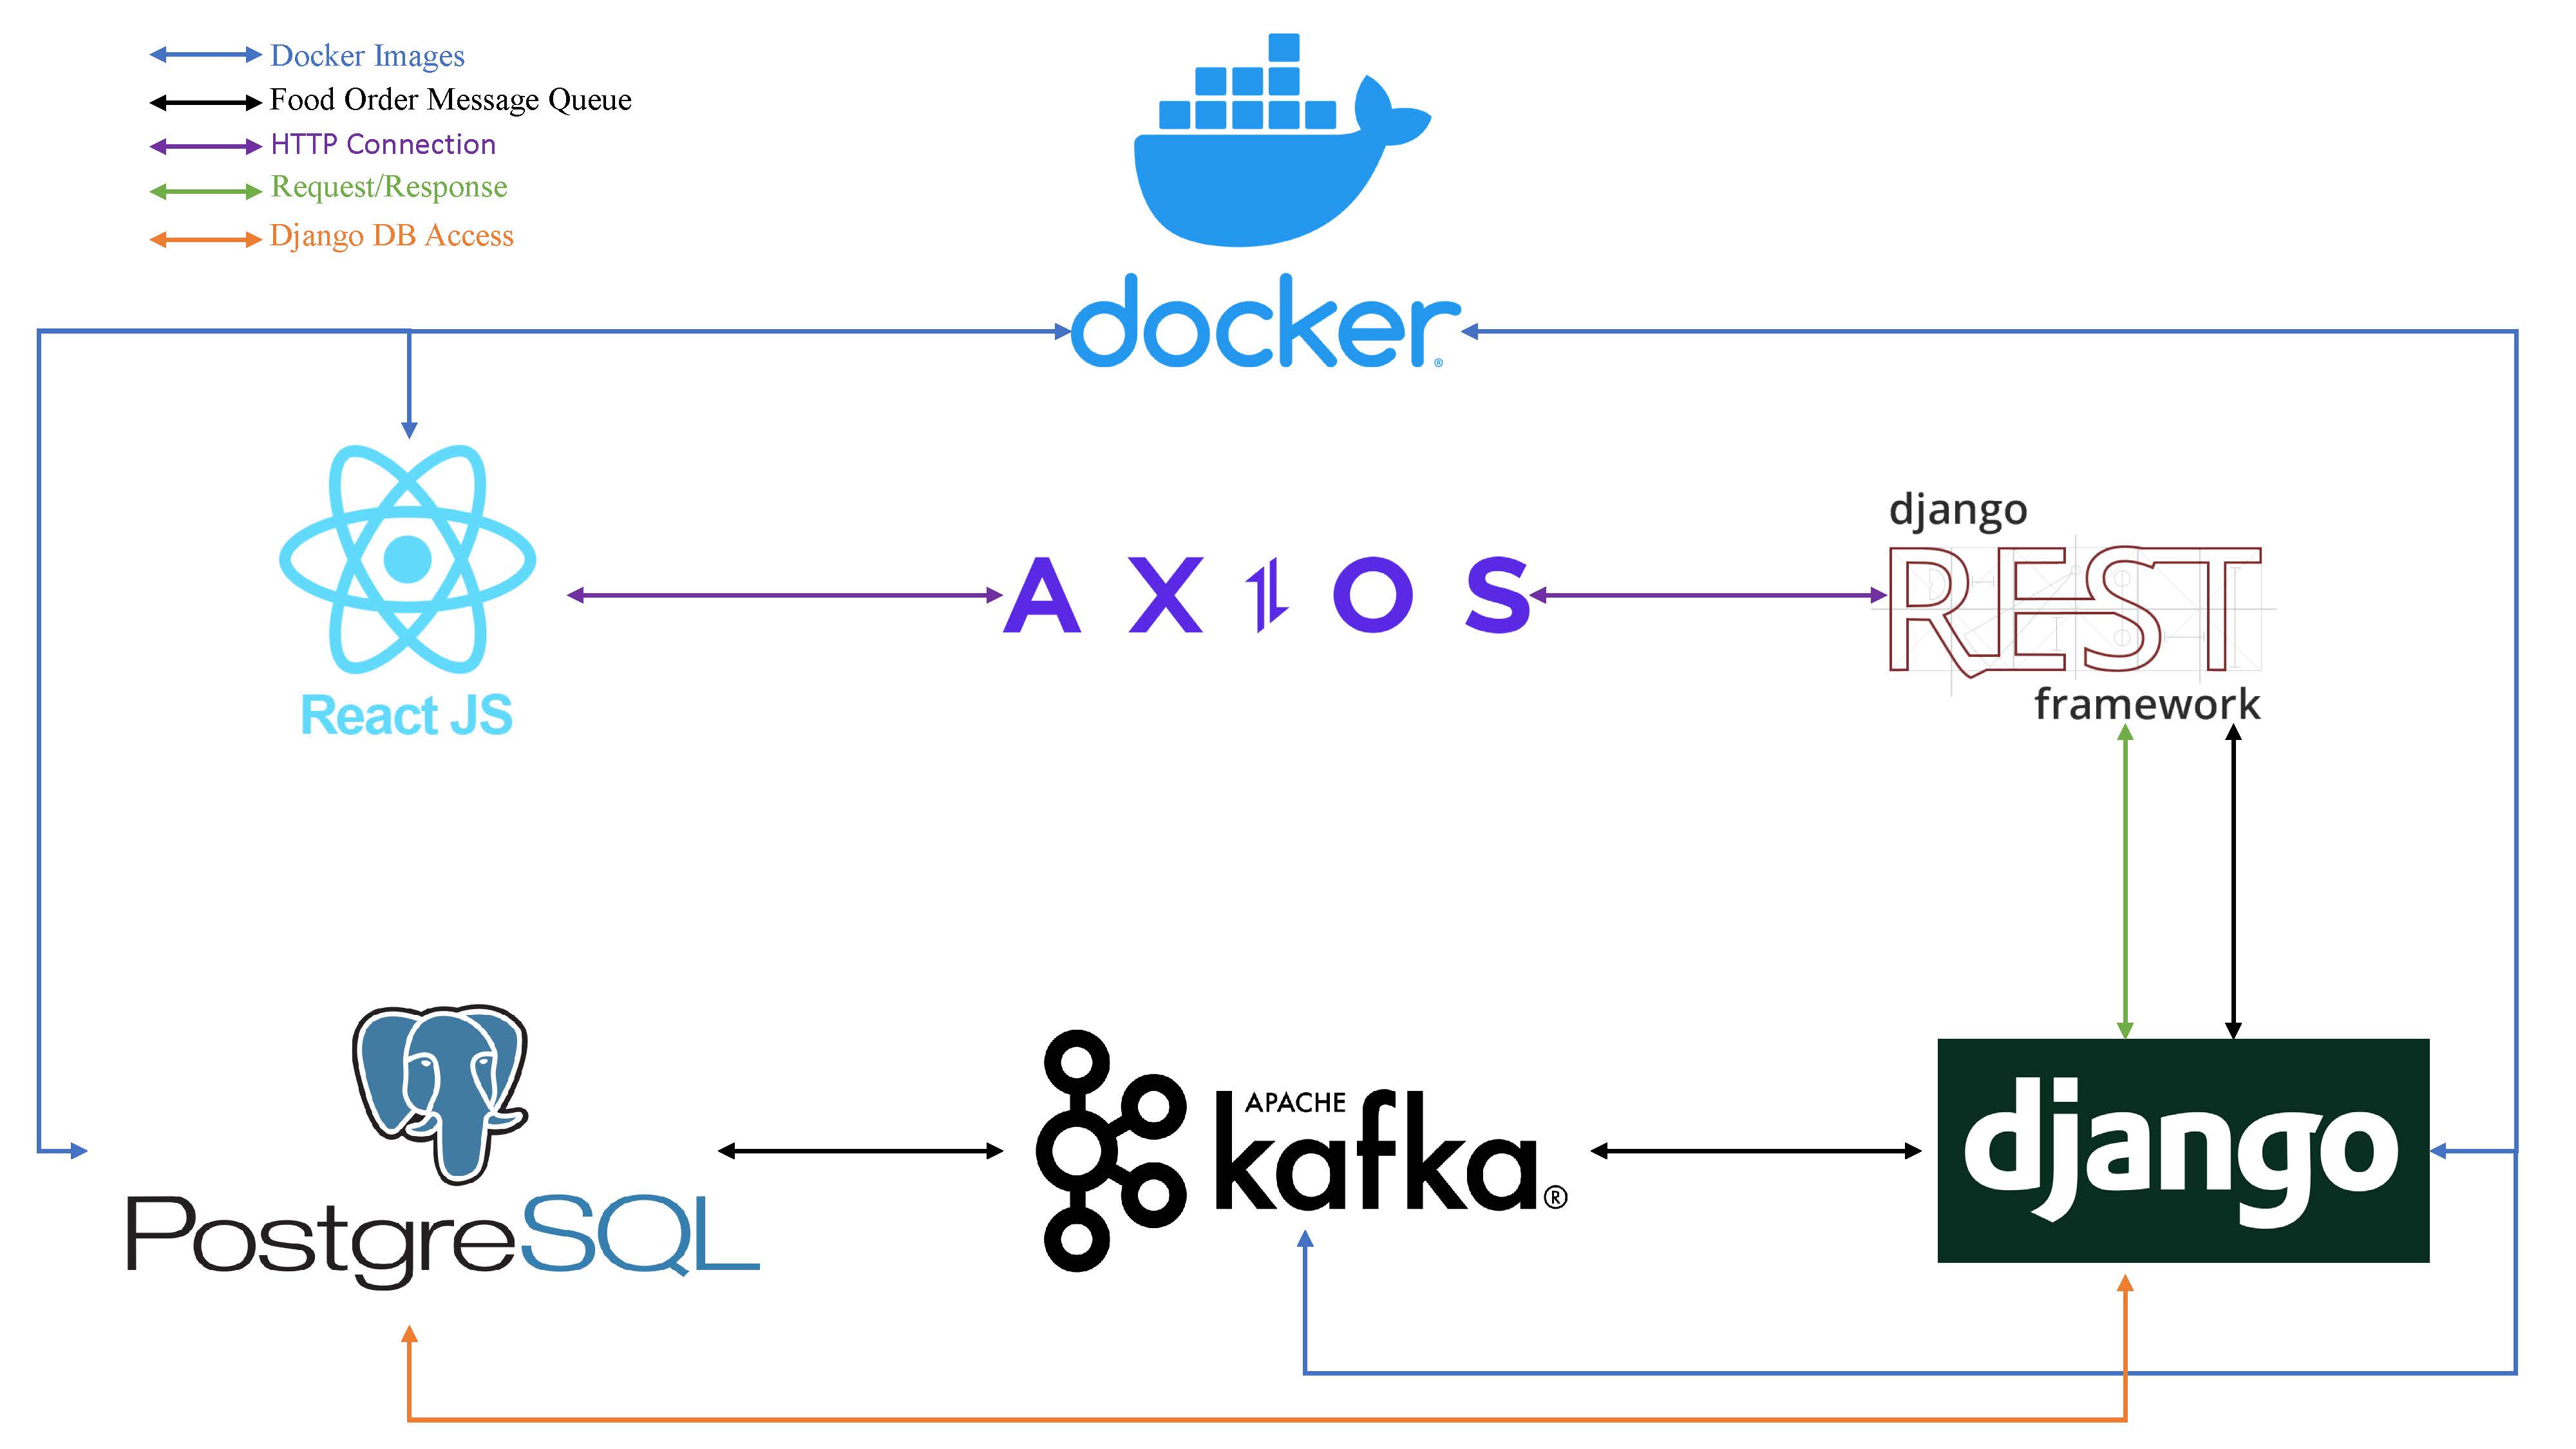 Docker Images
Food Order Message Queue
HTTP Connection
Request/Response
Django DB Access
docker®
React JS
AXIOS
django
REST
framework
PostgreSQL
APACHE
kafka®
django